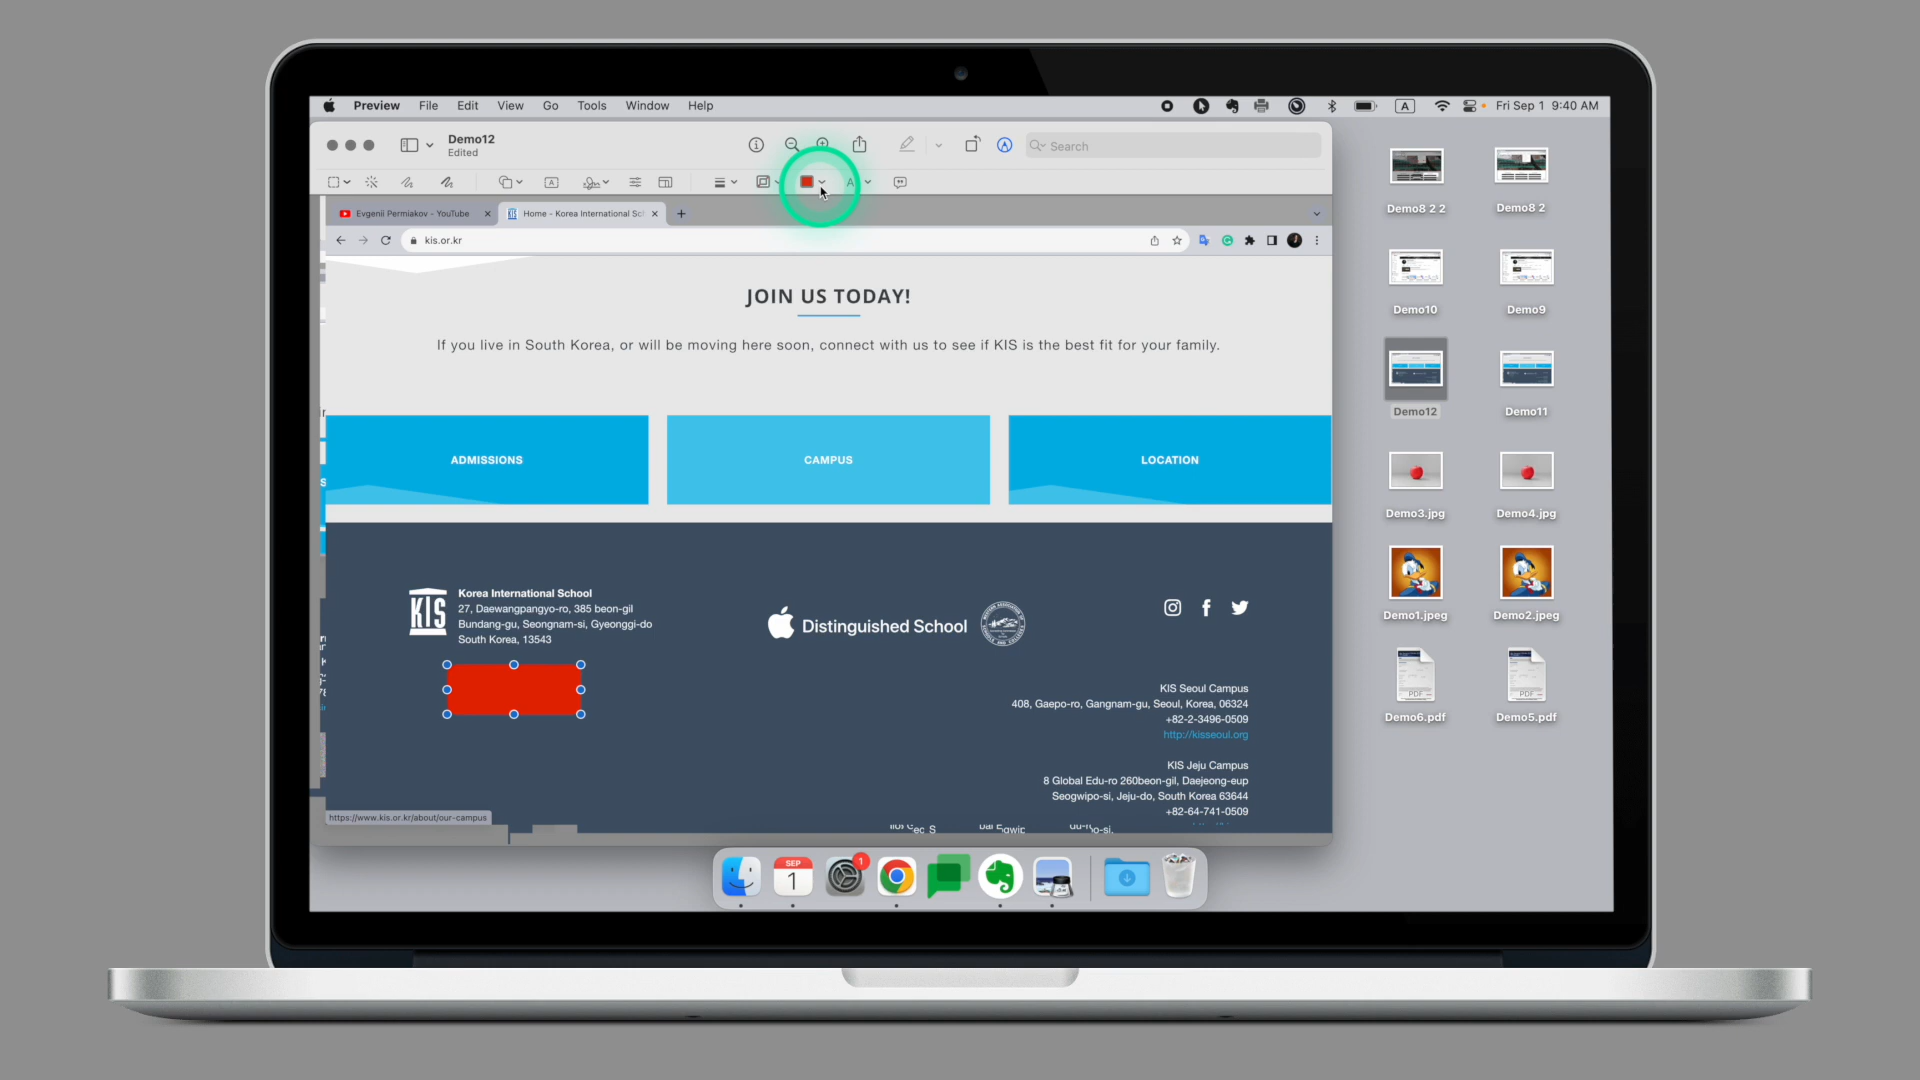 Preview File Edit View Go Tools Window Help
A
Fri Sep 1 9:40 AM
Demo12
Edited
Search
A
A
Evgenii Permiakov - YouTube
Home - Korea International Sc
kis.or.kr
JOIN US TODAY!
If you live in South Korea, or will be moving here soon, connect with us to see if KIS is the best fit for your family.
ADMISSIONS
CAMPUS
LOCATION
KIS
Korea International School
27, Daewangpangyo-ro, 385 beon-gil
Bundang-gu, Seongnam-si, Gyeonggi-do
South Korea, 13543
Distinguished School
KIS Seoul Campus
408, Gaepo-ro, Gangnam-gu, Seoul, Korea, 06324
+82-2-3496-0509
http://kisseoul.org
KIS Jeju Campus
8 Global Edu-ro 260beon-gil, Daejeong-eup
Seogwipo-si, Jeju-do, South Korea 63644
+82-64-741-0509
https://www.kis.or.kr/about/our-campus
Demo8 2 2
Demo8 2
Demo10
Demo9
Demo12
Demo11
Demo3.jpg
Demo4.jpg
Demo1.jpeg
Demo2.jpeg
PDF
PDF
Demo6.pdf
Demo5.pdf
SEP
1
1